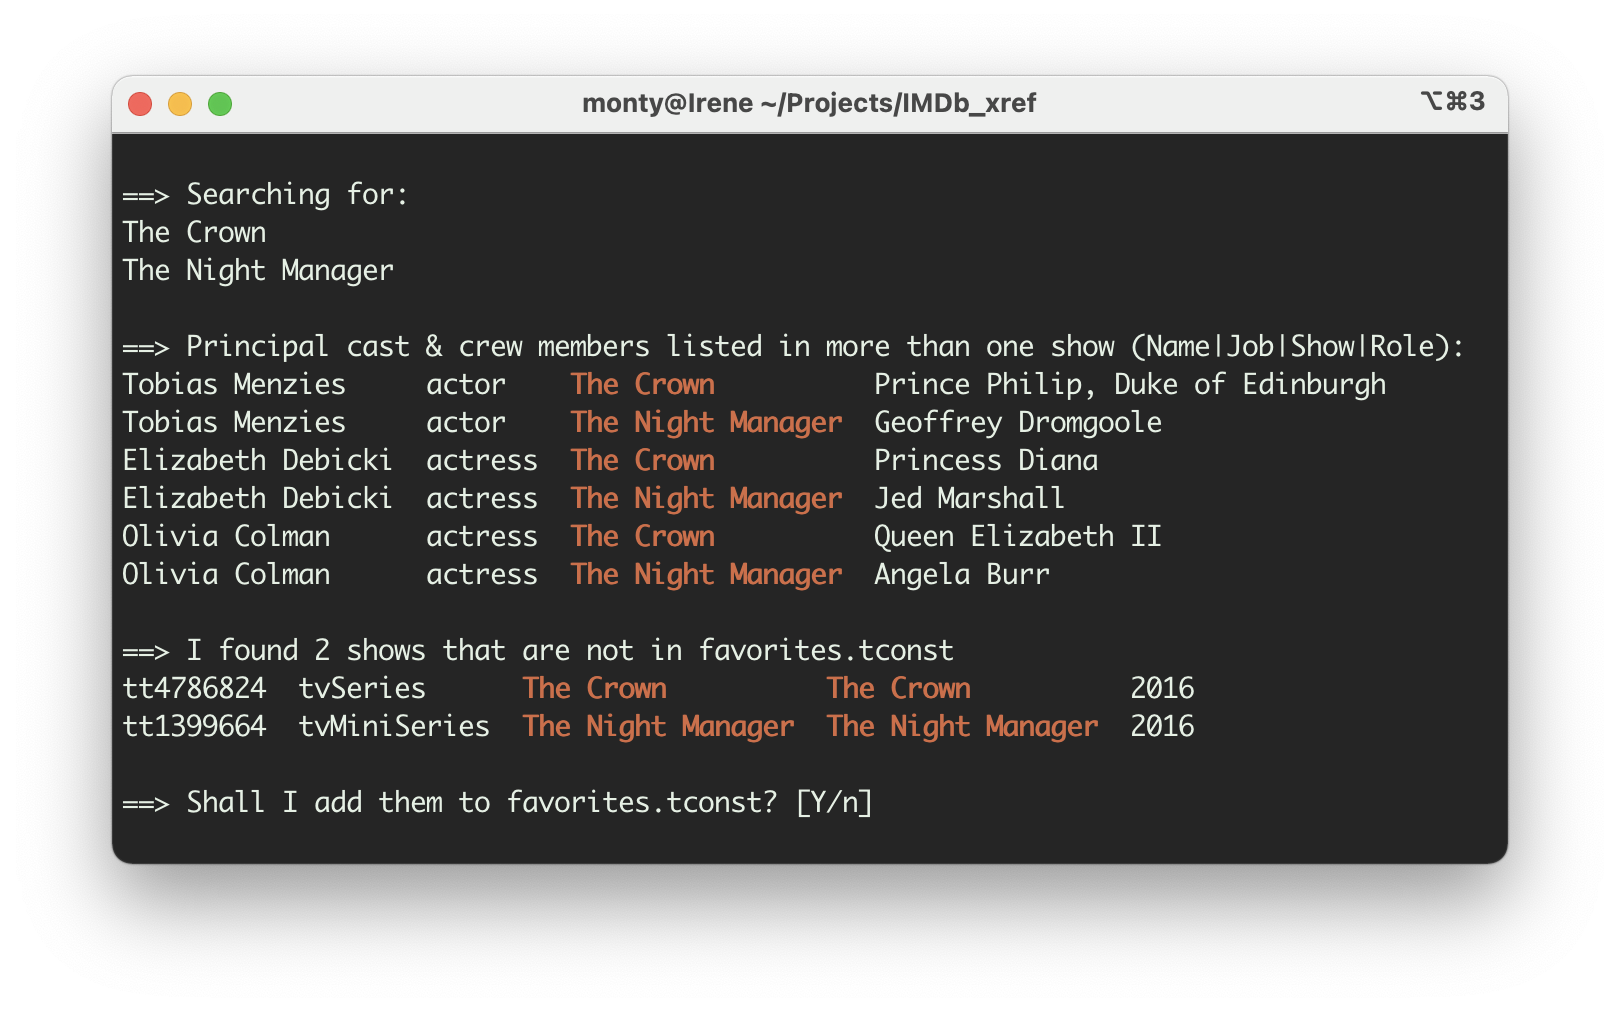 monty@Irene ~/Projects/IMDb_xref ⌥⌘3
==> Searching for:
The Crown
The Night Manager
==> Principal cast & crew members listed in more than one show (Name|Job|Show|Role):
Tobias Menzies actor The Crown Prince Philip, Duke of Edinburgh
Tobias Menzies actor The Night Manager Geoffrey Dromgoole
Elizabeth Debicki actress The Crown Princess Diana
Elizabeth Debicki actress The Night Manager Jed Marshall
Olivia Colman actress The Crown Queen Elizabeth II
Olivia Colman actress The Night Manager Angela Burr
==> I found 2 shows that are not in favorites.tconst
tt4786824 tvSeries The Crown The Crown 2016
tt1399664 tvMiniSeries The Night Manager The Night Manager 2016
==> Shall I add them to favorites.tconst? [Y/n]